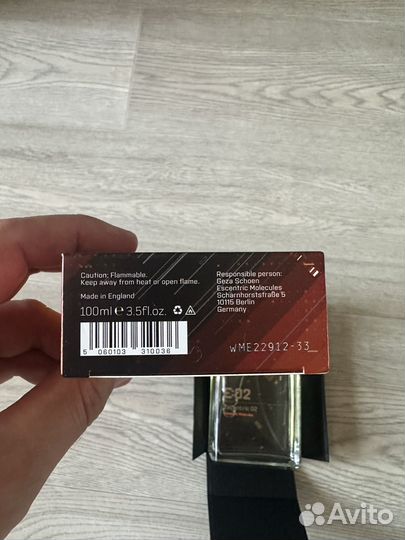 Caution; Flammable.
Keep away from heat or open flame.
Made in England
100ml e 3.5fl.oz.
5 060103 310036
Responsible person:
Geza Schoen
Escentric Molecules
Scharnhorststraße 5
10115 Berlin
Germany
WME22912-33
E:02
Avito